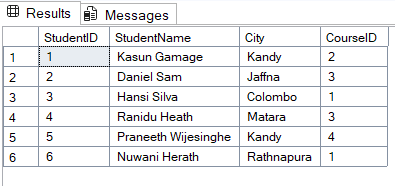 Results Messages
StudentID StudentName City CourseID
1 1 Kasun Gamage Kandy 2
2 2 Daniel Sam Jaffna 3
3 3 Hansi Silva Colombo 1
4 4 Ranidu Heath Matara 3
5 5 Praneeth Wijesinghe Kandy 4
6 6 Nuwani Herath Rathnapura 1